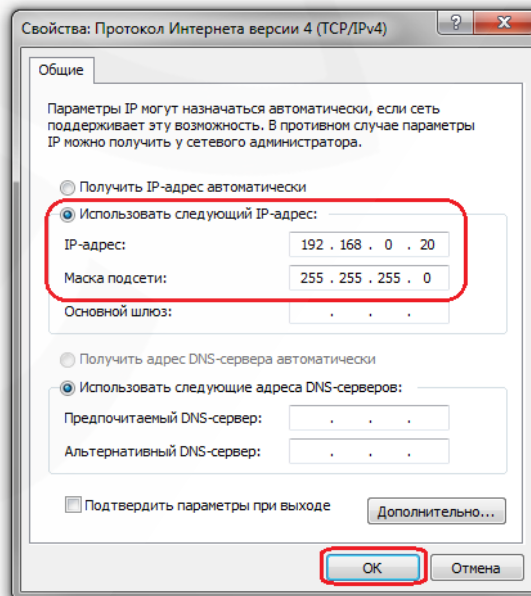 Свойства: Протокол Интернета версии 4 (TCP/IPv4)
Общие
Параметры IP могут назначаться автоматически, если сеть
поддерживает эту возможность. В противном случае параметры
IP можно получить у сетевого администратора.
Получить IP-адрес автоматически
Использовать следующий IP-адрес:
IP-адрес: 192 . 168 . 0 . 20
Маска подсети: 255 . 255 . 255 . 0
Основной шлюз: . . .
Получить адрес DNS-сервера автоматически
Использовать следующие адреса DNS-серверов:
Предпочитаемый DNS-сервер: . . .
Альтернативный DNS-сервер: . . .
Подтвердить параметры при выходе
Дополнительно...
ОК Отмена